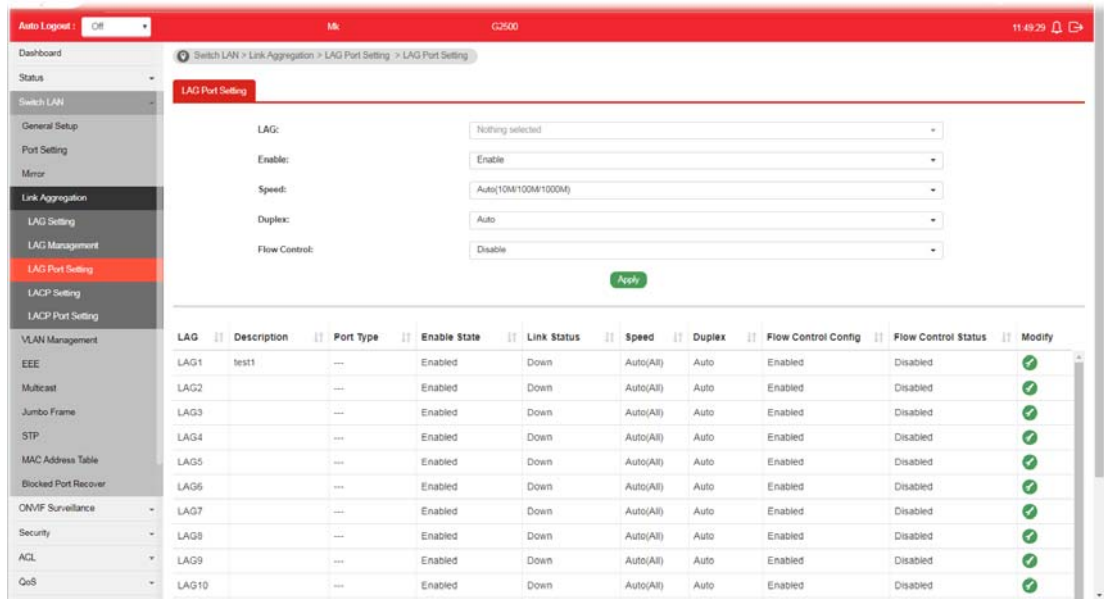 Auto Logout : Off Mk G2500 11:49:29
Dashboard
Status
Switch LAN
General Setup
Port Setting
Mirror
Link Aggregation
LAG Setting
LAG Management
LAG Port Setting
LACP Setting
LACP Port Setting
VLAN Management
EEE
Multicast
Jumbo Frame
STP
MAC Address Table
Blocked Port Recover
ONVIF Surveillance
Security
ACL
QoS
Switch LAN > Link Aggregation > LAG Port Setting > LAG Port Setting
LAG Port Setting
LAG: Nothing selected
Enable: Enable
Speed: Auto(10M/100M/1000M)
Duplex: Auto
Flow Control: Disable
Apply
LAG Description Port Type Enable State Link Status Speed Duplex Flow Control Config Flow Control Status Modify
LAG1 test1 --- Enabled Down Auto(All) Auto Enabled Disabled
LAG2 --- Enabled Down Auto(All) Auto Enabled Disabled
LAG3 --- Enabled Down Auto(All) Auto Enabled Disabled
LAG4 --- Enabled Down Auto(All) Auto Enabled Disabled
LAG5 --- Enabled Down Auto(All) Auto Enabled Disabled
LAG6 --- Enabled Down Auto(All) Auto Enabled Disabled
LAG7 --- Enabled Down Auto(All) Auto Enabled Disabled
LAG8 --- Enabled Down Auto(All) Auto Enabled Disabled
LAG9 --- Enabled Down Auto(All) Auto Enabled Disabled
LAG10 --- Enabled Down Auto(All) Auto Enabled Disabled